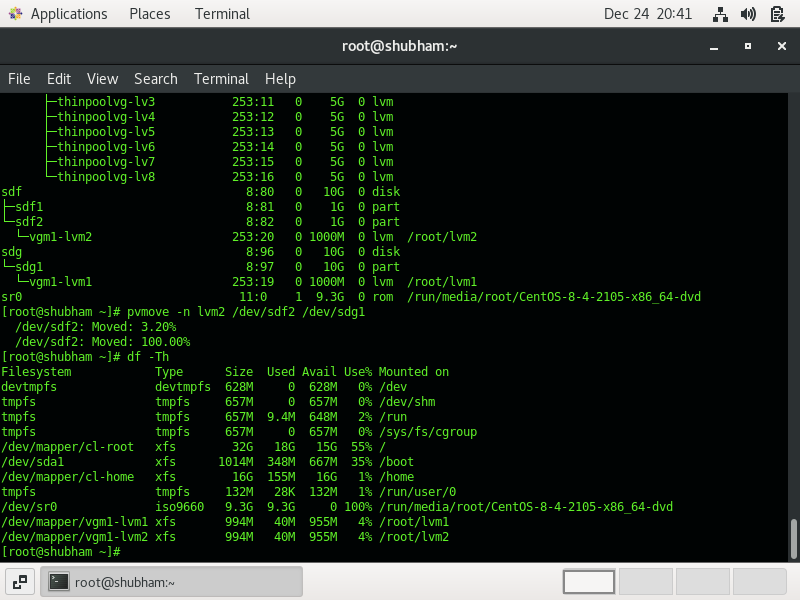 Applications Places Terminal Dec 24 20:41
root@shubham:~
File Edit View Search Terminal Help
├─thinpoolvg-lv3 253:11 0 5G 0 lvm
├─thinpoolvg-lv4 253:12 0 5G 0 lvm
├─thinpoolvg-lv5 253:13 0 5G 0 lvm
├─thinpoolvg-lv6 253:14 0 5G 0 lvm
├─thinpoolvg-lv7 253:15 0 5G 0 lvm
└─thinpoolvg-lv8 253:16 0 5G 0 lvm
sdf 8:80 0 10G 0 disk
├─sdf1 8:81 0 1G 0 part
└─sdf2 8:82 0 1G 0 part
└─vgm1-lvm2 253:20 0 1000M 0 lvm /root/lvm2
sdg 8:96 0 10G 0 disk
└─sdg1 8:97 0 10G 0 part
└─vgm1-lvm1 253:19 0 1000M 0 lvm /root/lvm1
sr0 11:0 1 9.3G 0 rom /run/media/root/CentOS-8-4-2105-x86_64-dvd
[root@shubham ~]# pvmove -n lvm2 /dev/sdf2 /dev/sdg1
/dev/sdf2: Moved: 3.20%
/dev/sdf2: Moved: 100.00%
[root@shubham ~]# df -Th
Filesystem Type Size Used Avail Use% Mounted on
devtmpfs devtmpfs 628M 0 628M 0% /dev
tmpfs tmpfs 657M 0 657M 0% /dev/shm
tmpfs tmpfs 657M 9.4M 648M 2% /run
tmpfs tmpfs 657M 0 657M 0% /sys/fs/cgroup
/dev/mapper/cl-root xfs 32G 18G 15G 55% /
/dev/sda1 xfs 1014M 348M 667M 35% /boot
/dev/mapper/cl-home xfs 16G 155M 16G 1% /home
tmpfs tmpfs 132M 28K 132M 1% /run/user/0
/dev/sr0 iso9660 9.3G 9.3G 0 100% /run/media/root/CentOS-8-4-2105-x86_64-dvd
/dev/mapper/vgm1-lvm1 xfs 994M 40M 955M 4% /root/lvm1
/dev/mapper/vgm1-lvm2 xfs 994M 40M 955M 4% /root/lvm2
[root@shubham ~]#
root@shubham:~